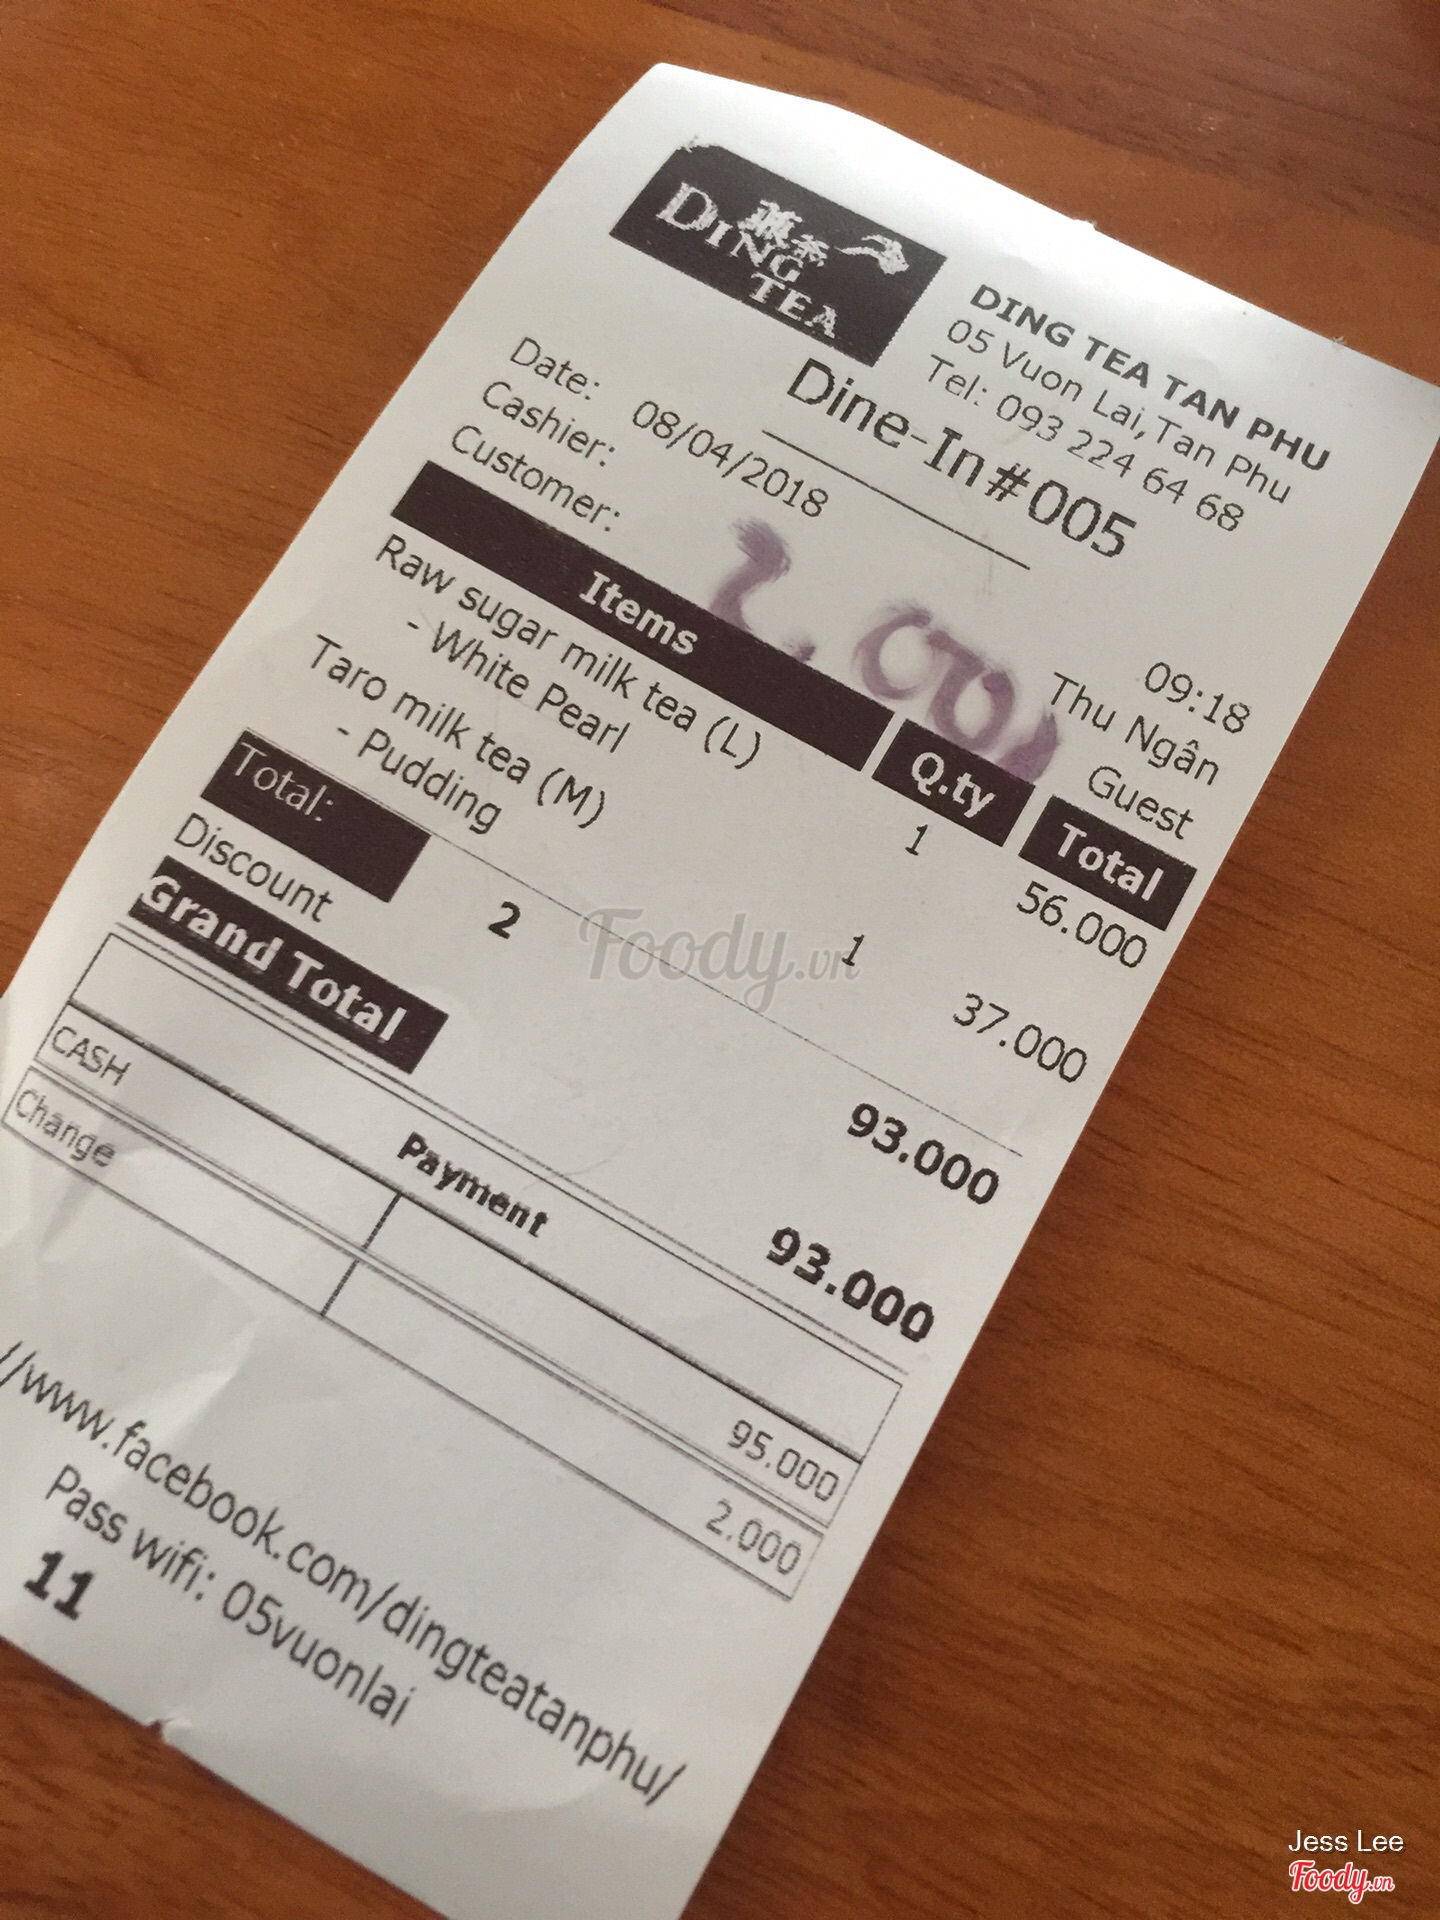 DING 薡茶
TEA
DING TEA TAN PHU
05 Vuon Lai,Tan Phu
Tel: 093 224 64 68
Dine-In#005
Date: 08/04/2018 09:18
Cashier: Thu Ngân
Customer: Guest
Items Q.ty Total
Raw sugar milk tea (L) 1 56.000
- White Pearl
Taro milk tea (M) 1 37.000
- Pudding
Total: 2 93.000
Discount
Grand Total 93.000
Payment
CASH 95.000
Change 2.000
//www.facebook.com/dingteatanphu/
Pass wifi: 05vuonlai
11
Foody.vn
Jess Lee
Foody.vn